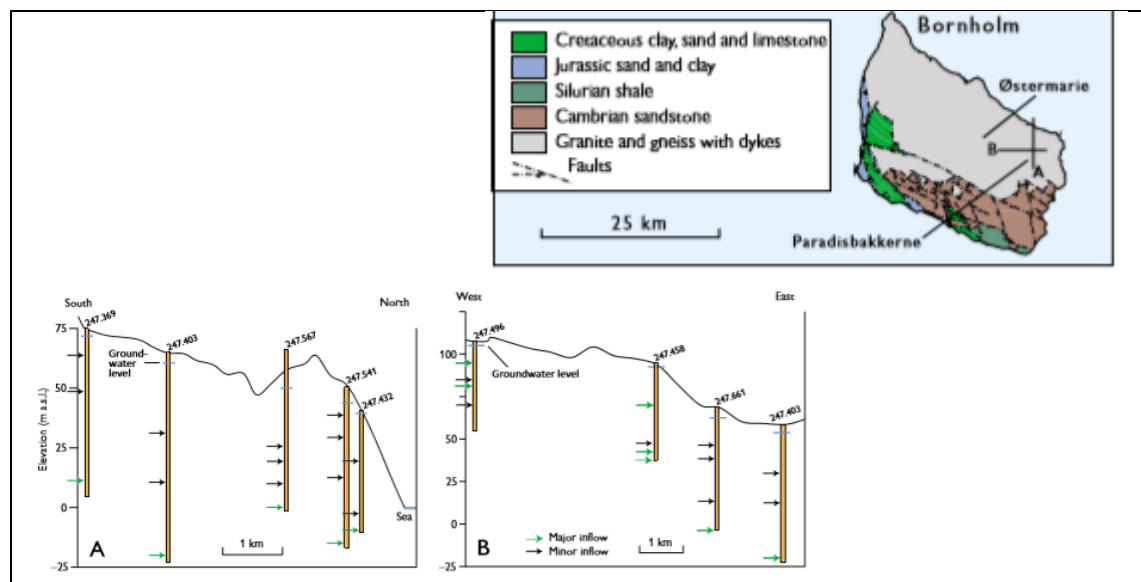 Bornholm
Cretaceous clay, sand and limestone
Jurassic sand and clay
Silurian shale
Cambrian sandstone
Granite and gneiss with dykes
Faults
Østermarie
B
A
25 km
Paradisbakkerne
South
North
247.369
247.403
247.567
247.541
247.432
75
50
25
0
−25
Elevation (m a.s.l.)
Ground-
water
level
Sea
1 km
A
West
East
247.496
247.458
247.661
247.403
100
75
50
25
0
−25
Groundwater level
Major inflow
Minor inflow
1 km
B